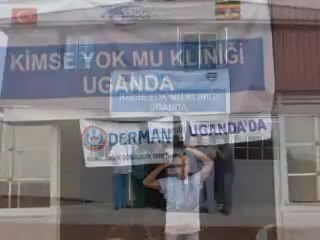 KİMSE YOK MU KLİNİĞİ
UGANDA
KİMSE YOK MU KLİNİĞİ
UGANDA
DERMAN
UGANDA'DA